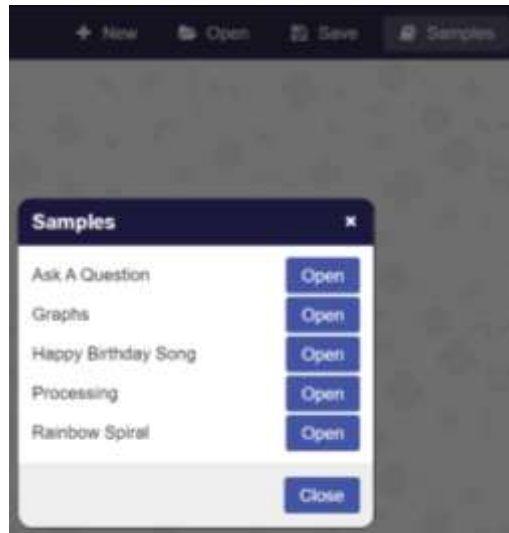 New Open Save Samples
Samples ×
Ask A Question Open
Graphs Open
Happy Birthday Song Open
Processing Open
Rainbow Spiral Open
Close